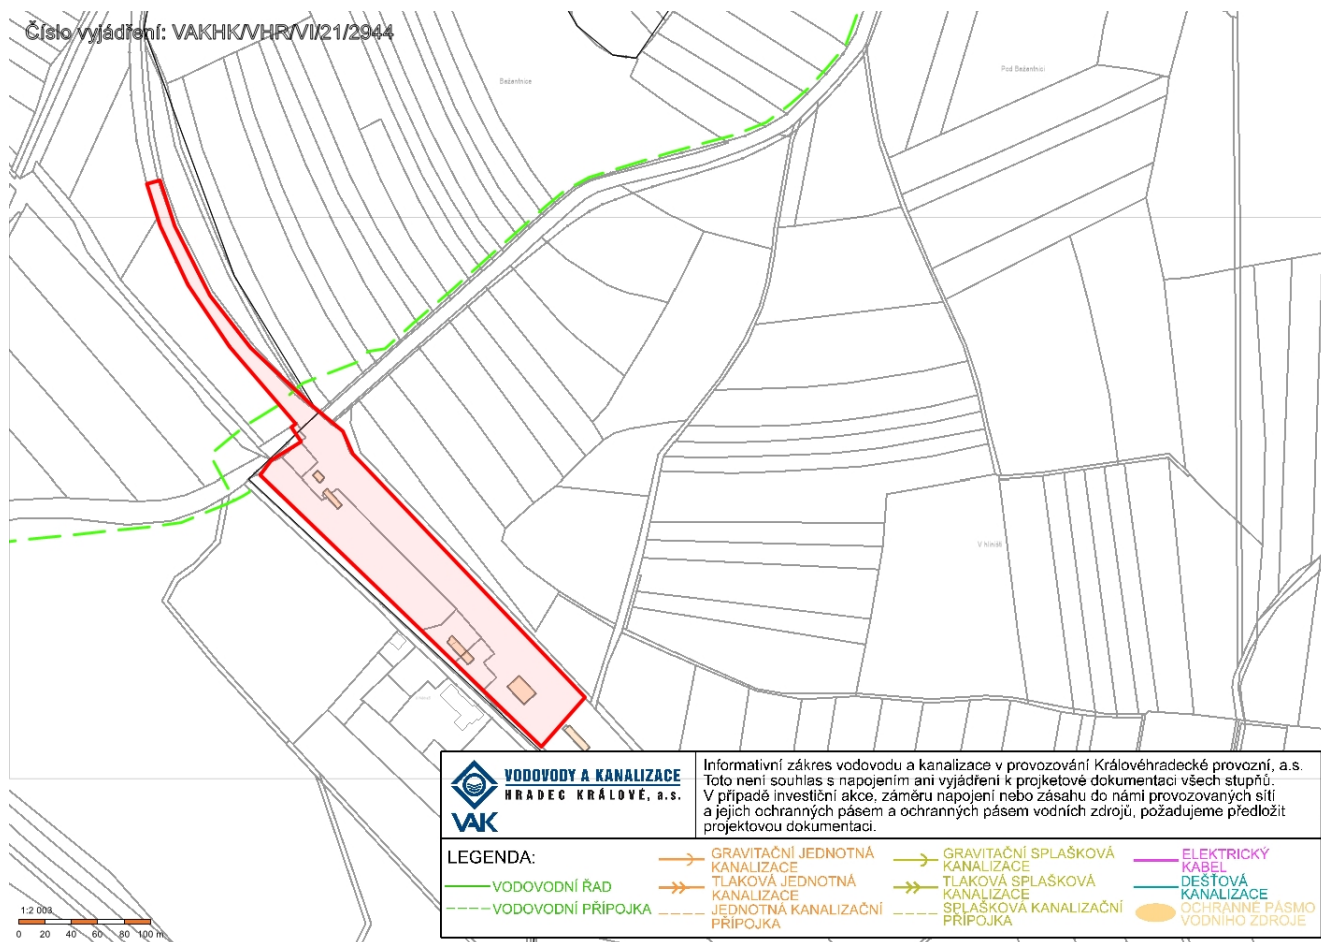 Číslo vyjádření: VAKHK/VHR/VI/21/2944
Bažantnice
Pod Bažantnicí
V hliništi
VODOVODY A KANALIZACE
HRADEC KRÁLOVÉ, a.s.
VAK
Informativní zákres vodovodu a kanalizace v provozování Královéhradecké provozní, a.s.
Toto není souhlas s napojením ani vyjádření k projketové dokumentaci všech stupňů.
V případě investiční akce, záměru napojení nebo zásahu do námi provozovaných sítí
a jejich ochranných pásem a ochranných pásem vodních zdrojů, požadujeme předložit
projektovou dokumentaci.
LEGENDA:
VODOVODNÍ ŘAD
VODOVODNÍ PŘÍPOJKA
GRAVITAČNÍ JEDNOTNÁ
KANALIZACE
TLAKOVÁ JEDNOTNÁ
KANALIZACE
JEDNOTNÁ KANALIZAČNÍ
PŘÍPOJKA
GRAVITAČNÍ SPLAŠKOVÁ
KANALIZACE
TLAKOVÁ SPLAŠKOVÁ
KANALIZACE
SPLAŠKOVÁ KANALIZAČNÍ
PŘÍPOJKA
ELEKTRICKÝ
KABEL
DEŠŤOVÁ
KANALIZACE
OCHRANNÉ PÁSMO
VODNÍHO ZDROJE
1:2 003
0 20 40 60 80 100 m